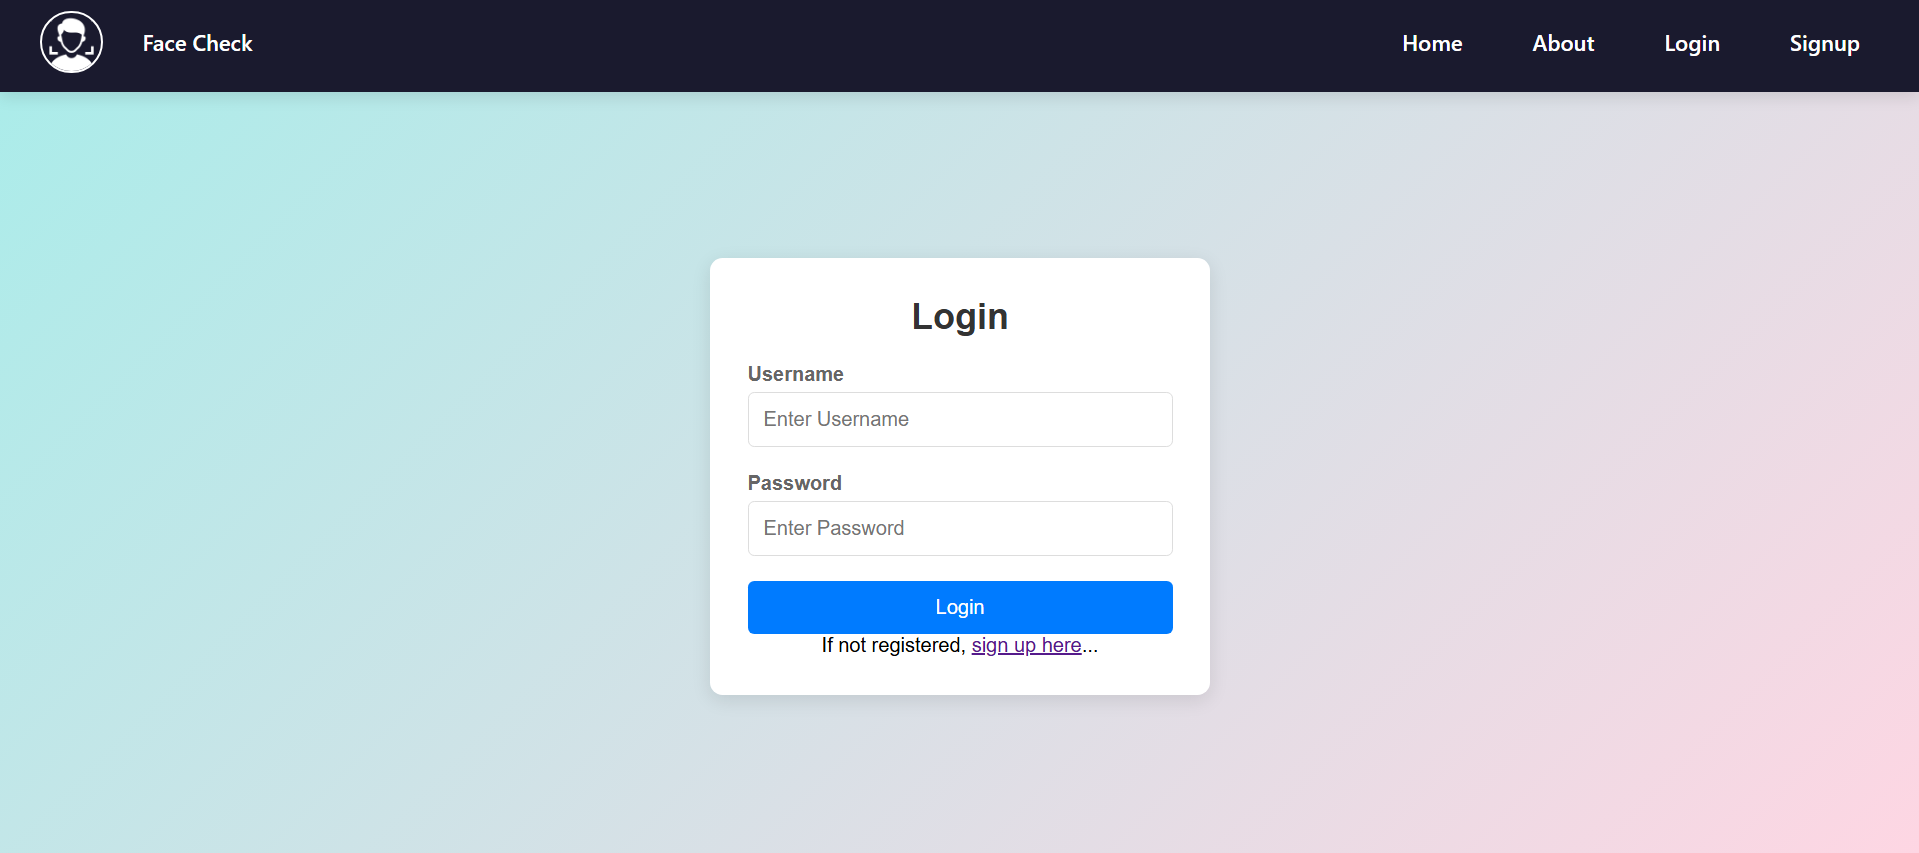 Face Check Home About Login Signup
Login
Username
Enter Username
Password
Enter Password
Login
If not registered, sign up here...